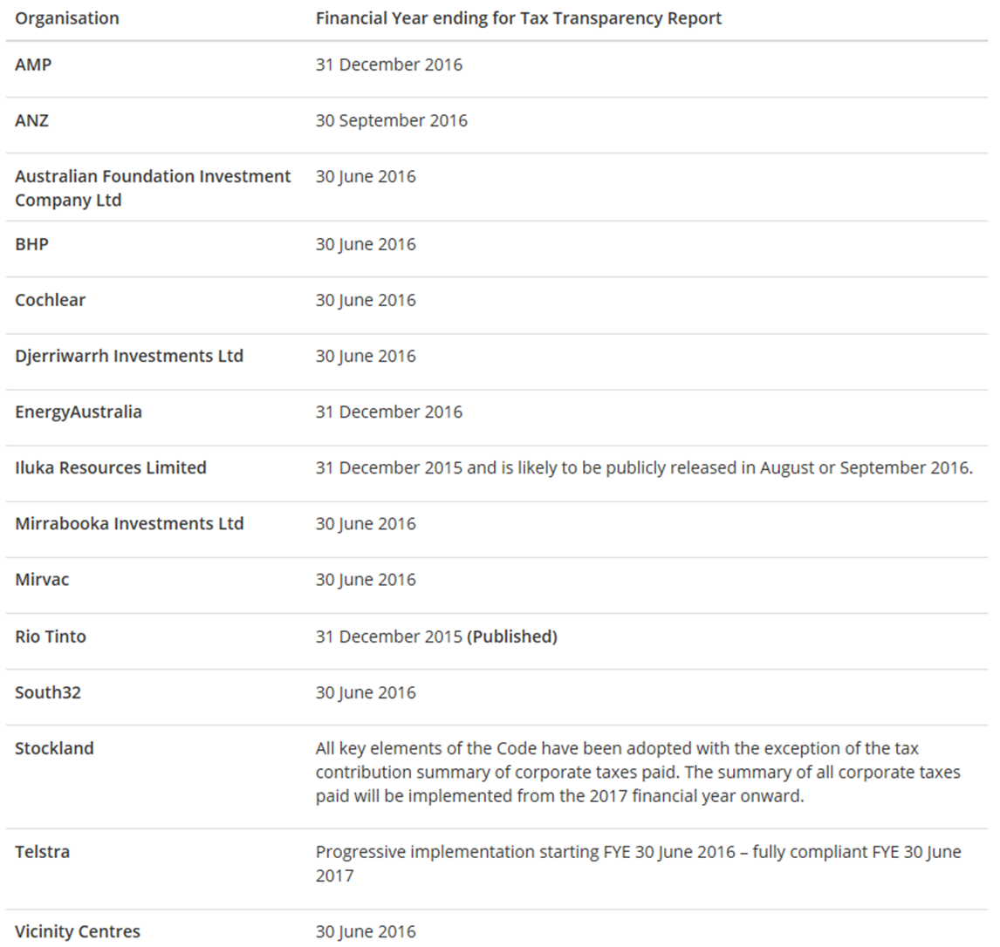 Organisation Financial Year ending for Tax Transparency Report
AMP 31 December 2016
ANZ 30 September 2016
Australian Foundation Investment 30 June 2016
Company Ltd
BHP 30 June 2016
Cochlear 30 June 2016
Djerriwarrh Investments Ltd 30 June 2016
EnergyAustralia 31 December 2016
Iluka Resources Limited 31 December 2015 and is likely to be publicly released in August or September 2016.
Mirrabooka Investments Ltd 30 June 2016
Mirvac 30 June 2016
Rio Tinto 31 December 2015 (Published)
South32 30 June 2016
Stockland All key elements of the Code have been adopted with the exception of the tax
contribution summary of corporate taxes paid. The summary of all corporate taxes
paid will be implemented from the 2017 financial year onward.
Telstra Progressive implementation starting FYE 30 June 2016 – fully compliant FYE 30 June
2017
Vicinity Centres 30 June 2016